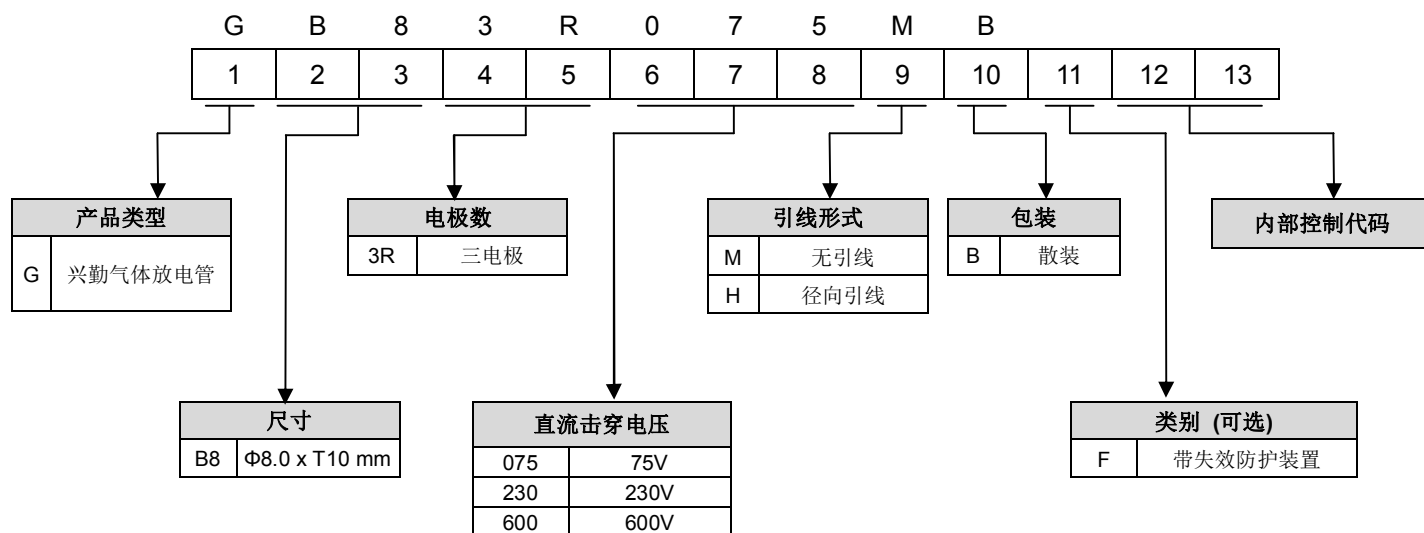 G B 8 3 R 0 7 5 M B
1 2 3 4 5 6 7 8 9 10 11 12 13
产品类型
G 兴勤气体放电管
电极数
3R 三电极
引线形式
M 无引线
H 径向引线
包装
B 散装
内部控制代码
尺寸
B8 Φ8.0 x T10 mm
直流击穿电压
075 75V
230 230V
600 600V
类别 (可选)
F 带失效防护装置